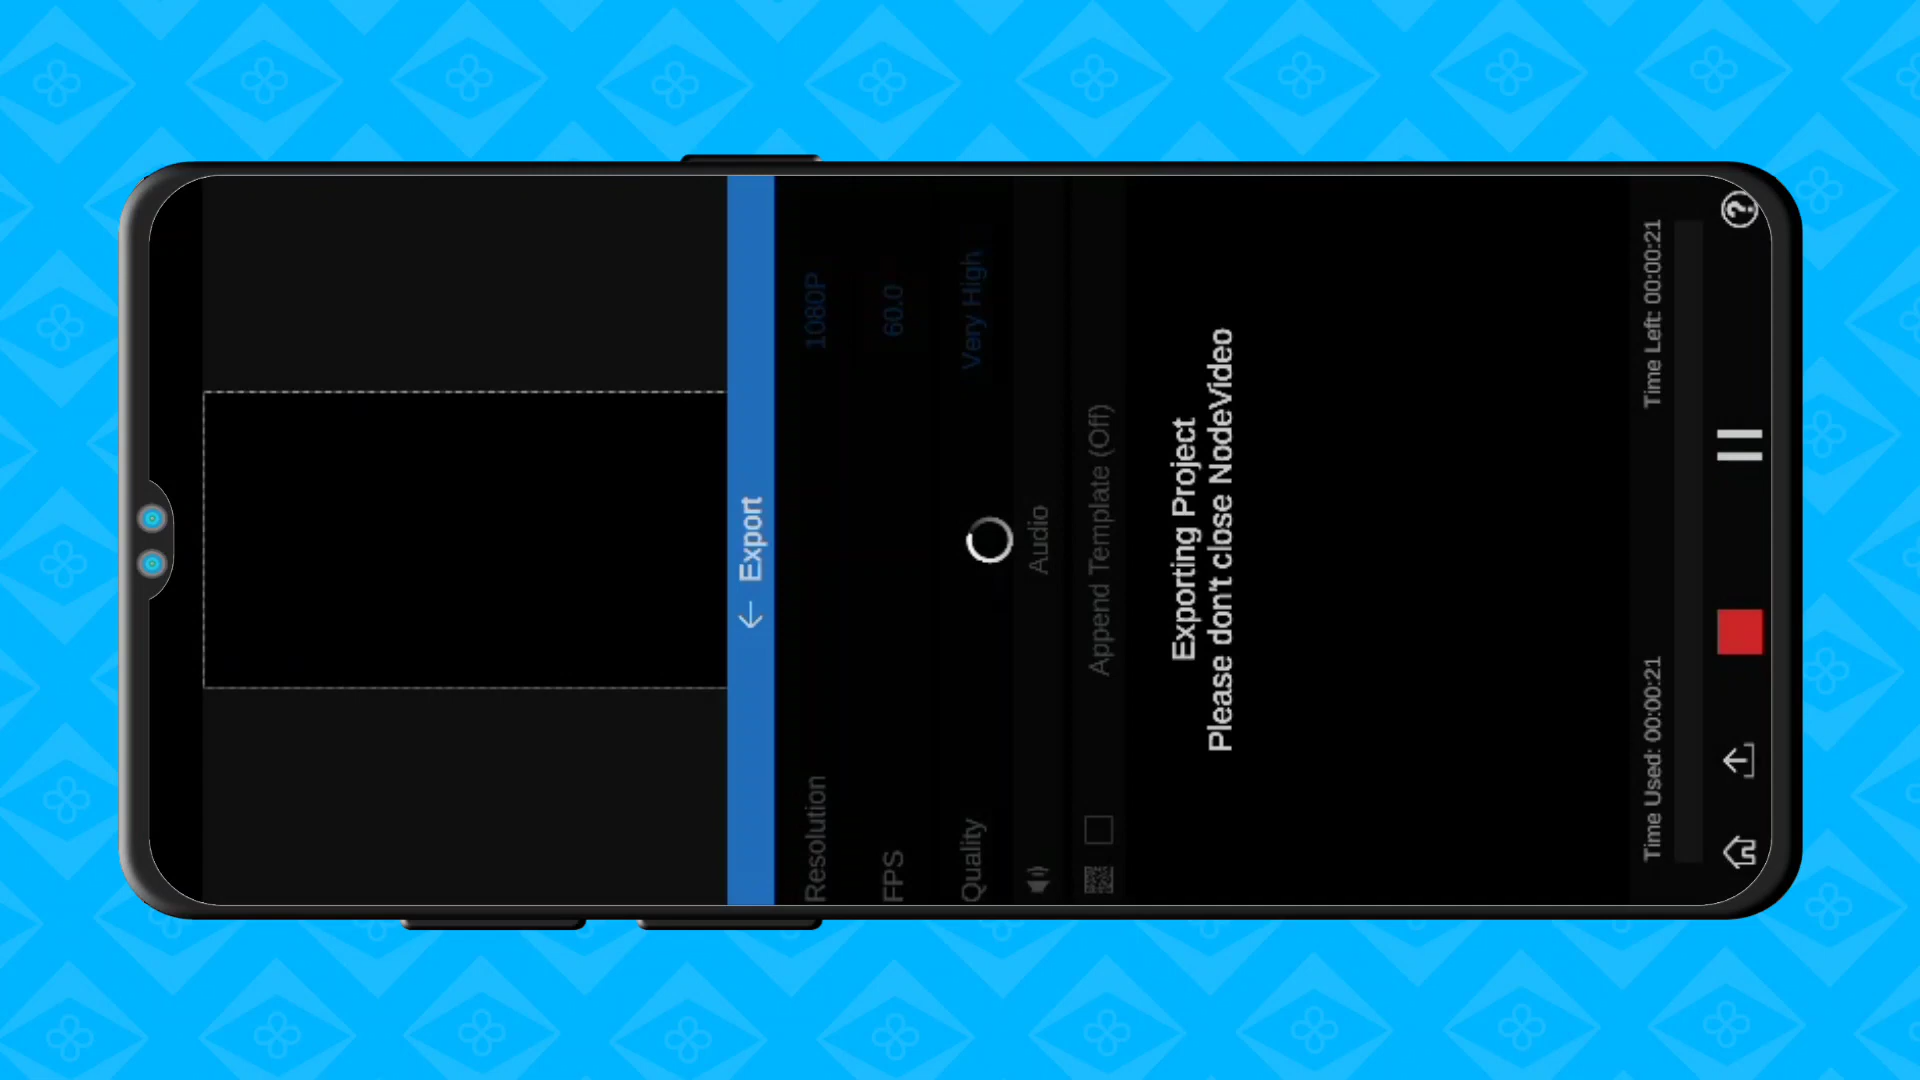 ← Export
Resolution 1080P
FPS 60.0
Quality Very High
Audio
Append Template (Off)
Exporting Project
Please don't close NodeVideo
Time Used: 00:00:21 Time Left: 00:00:21